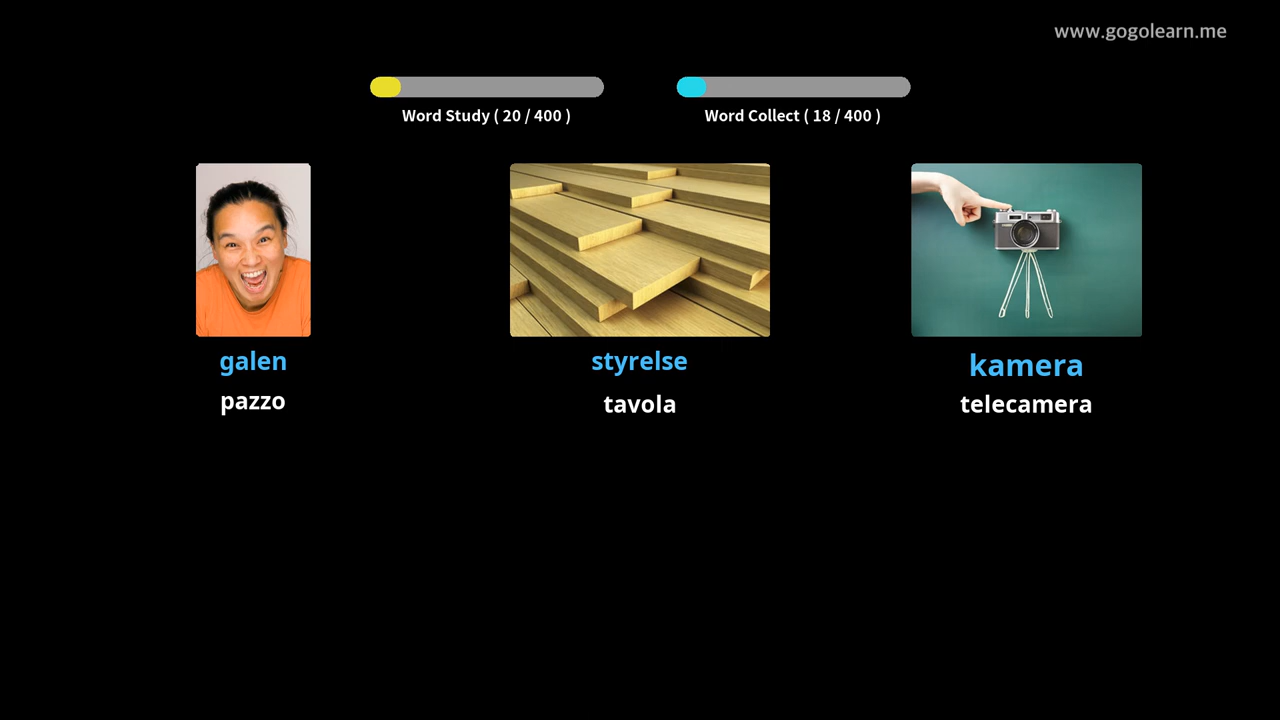 www.gogolearn.me
Word Study ( 20 / 400 )
Word Collect ( 18 / 400 )
galen
pazzo
styrelse
tavola
kamera
telecamera